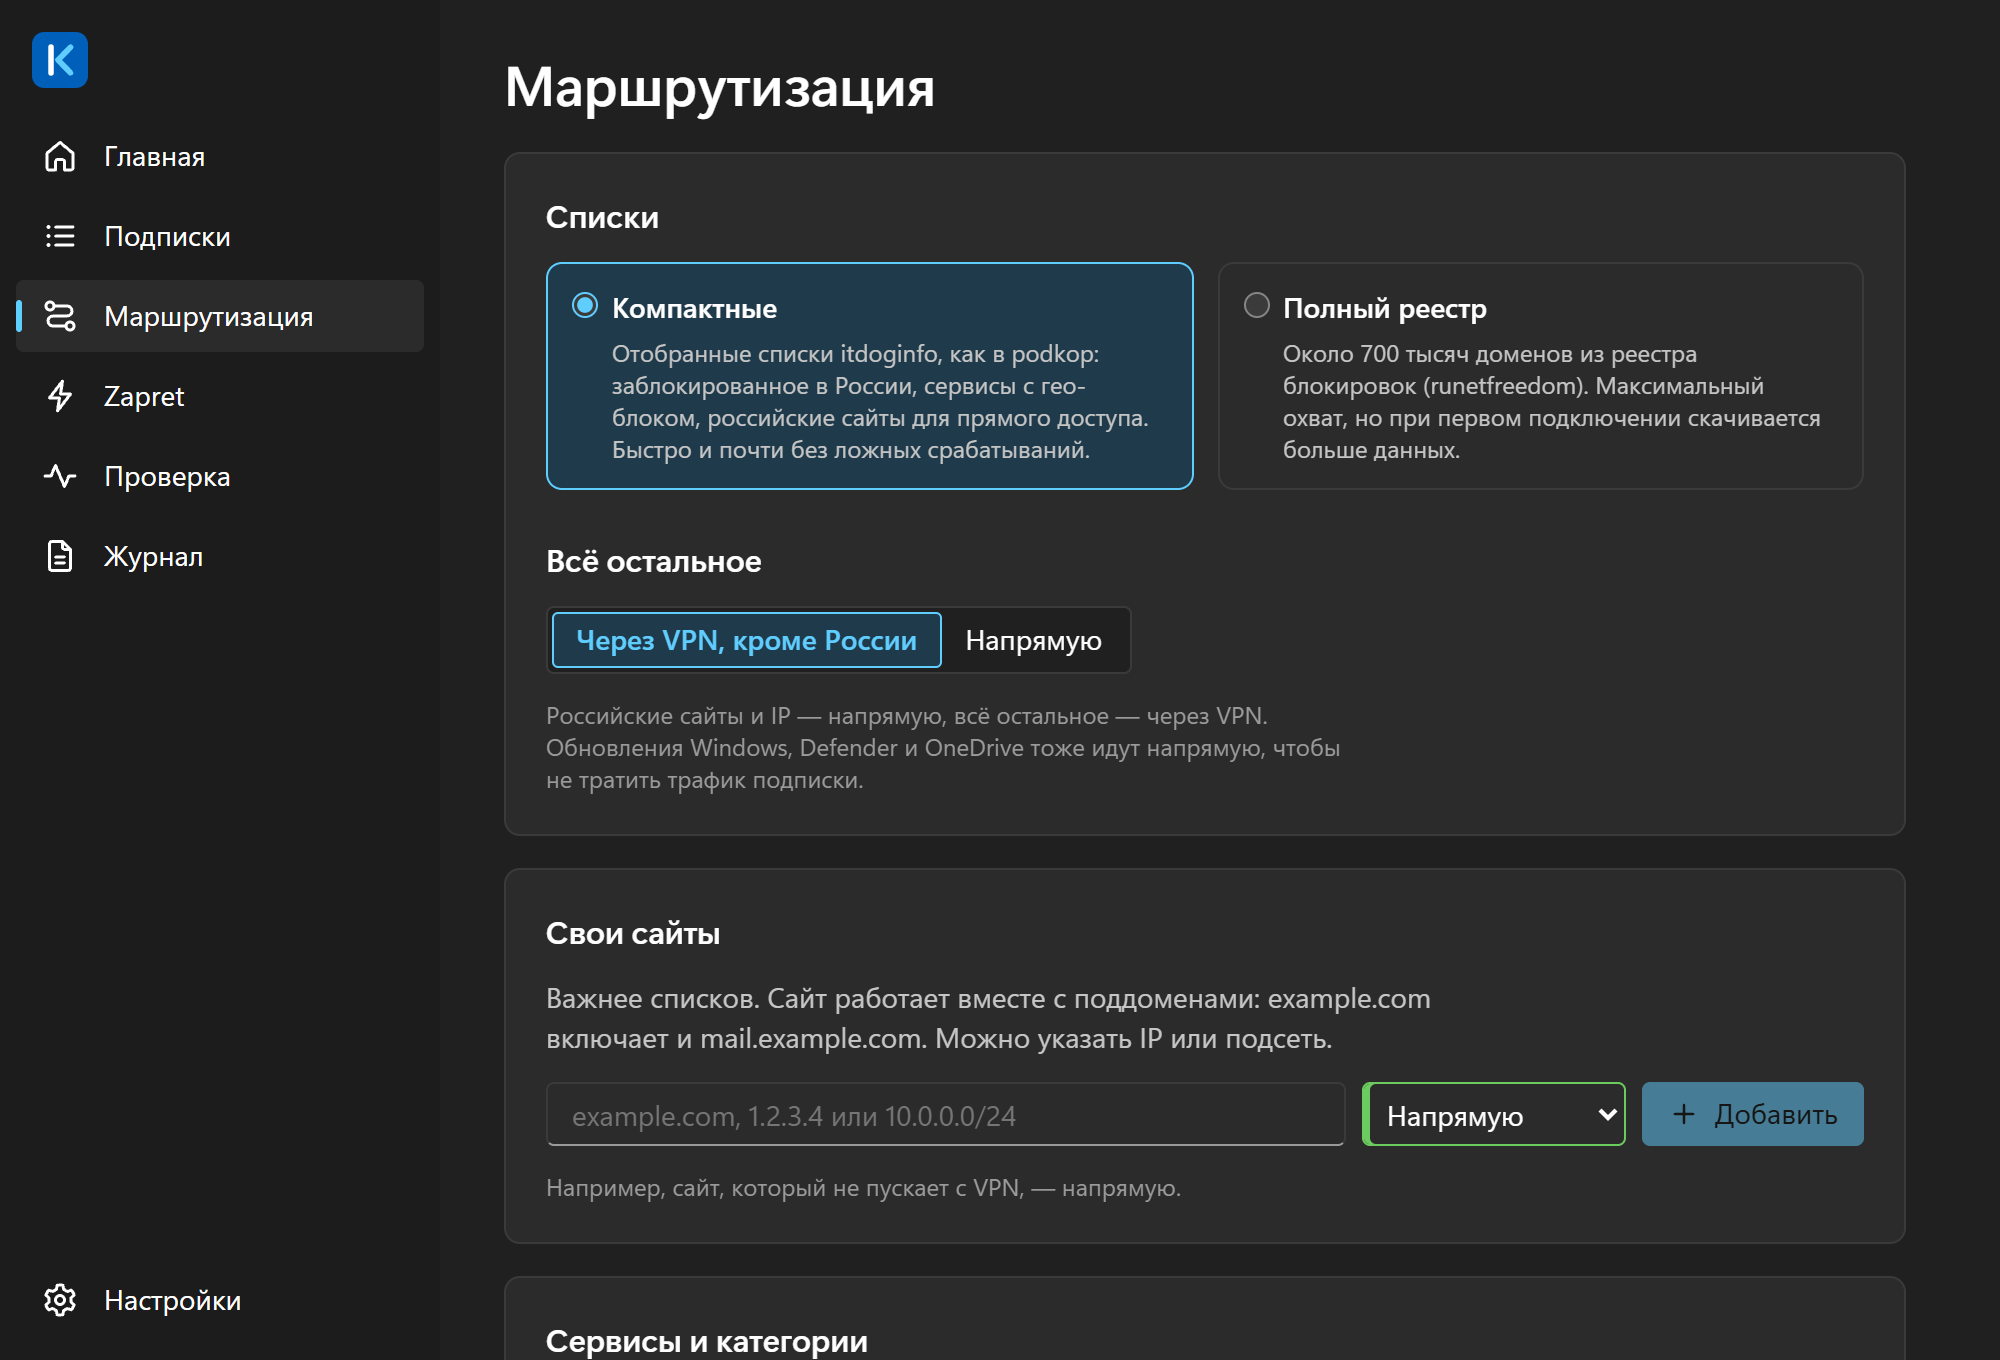 Главная
Подписки
Маршрутизация
Zapret
Проверка
Журнал
Настройки
Маршрутизация
Списки
Компактные
Отобранные списки itdoginfo, как в podkop:
заблокированное в России, сервисы с гео-
блоком, российские сайты для прямого доступа.
Быстро и почти без ложных срабатываний.
Полный реестр
Около 700 тысяч доменов из реестра
блокировок (runetfreedom). Максимальный
охват, но при первом подключении скачивается
больше данных.
Всё остальное
Через VPN, кроме России
Напрямую
Российские сайты и IP — напрямую, всё остальное — через VPN.
Обновления Windows, Defender и OneDrive тоже идут напрямую, чтобы
не тратить трафик подписки.
Свои сайты
Важнее списков. Сайт работает вместе с поддоменами: example.com
включает и mail.example.com. Можно указать IP или подсеть.
example.com, 1.2.3.4 или 10.0.0.0/24
Напрямую
+ Добавить
Например, сайт, который не пускает с VPN, — напрямую.
Сервисы и категории